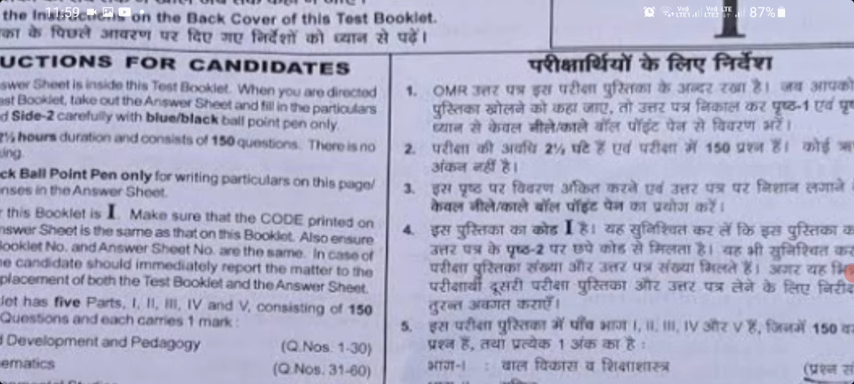 the Instructions on the Back Cover of this Test Booklet.
का के पिछले आवरण पर दिए गए निर्देशों को ध्यान से पढ़ें।
11:59
87%
I
UCTIONS FOR CANDIDATES
swer Sheet is inside this Test Booklet. When you are directed
est Booklet, take out the Answer Sheet and fill in the particulars
d Side-2 carefully with blue/black ball point pen only.
2½ hours duration and consists of 150 questions. There is no
ing.
ck Ball Point Pen only for writing particulars on this page/
nses in the Answer Sheet.
this Booklet is I. Make sure that the CODE printed on
nswer Sheet is the same as that on this Booklet. Also ensure
ooklet No. and Answer Sheet No. are the same. In case of
he candidate should immediately report the matter to the
placement of both the Test Booklet and the Answer Sheet.
let has five Parts, I, II, III, IV and V, consisting of 150
Questions and each carries 1 mark :
d Development and Pedagogy (Q.Nos. 1-30)
ematics (Q.Nos. 31-60)
परीक्षार्थियों के लिए निर्देश
1. OMR उत्तर पत्र इस परीक्षा पुस्तिका के अन्दर रखा है। जब आपको
पुस्तिका खोलने को कहा जाए, तो उत्तर पत्र निकाल कर पृष्ठ-1 एवं पृष्
ध्यान से केवल नीले/काले बॉल पॉइंट पेन से विवरण भरें।
2. परीक्षा की अवधि 2½ घंटे है एवं परीक्षा में 150 प्रश्न हैं। कोई
अंकन नहीं है।
3. इस पृष्ठ पर विवरण अंकित करने एवं उत्तर पत्र पर निशान लगाने
केवल नीले/काले बॉल पॉइंट पेन का प्रयोग करें।
4. इस पुस्तिका का कोड I है। यह सुनिश्चित कर लें कि इस पुस्तिका क
उत्तर पत्र के पृष्ठ-2 पर छपे कोड से मिलता है। यह भी सुनिश्चित कर
परीक्षा पुस्तिका संख्या और उत्तर पत्र संख्या मिलते हैं। अगर यह
परीक्षार्थी दूसरी परीक्षा पुस्तिका और उत्तर पत्र लेने के लिए निरीक्
तुरन्त अवगत कराएँ।
5. इस परीक्षा पुस्तिका में पाँच भाग I, II, III, IV और V हैं, जिनमें 150 व
प्रश्न हैं, तथा प्रत्येक 1 अंक का है :
भाग-I : बाल विकास व शिक्षाशास्त्र (प्रश्न सं